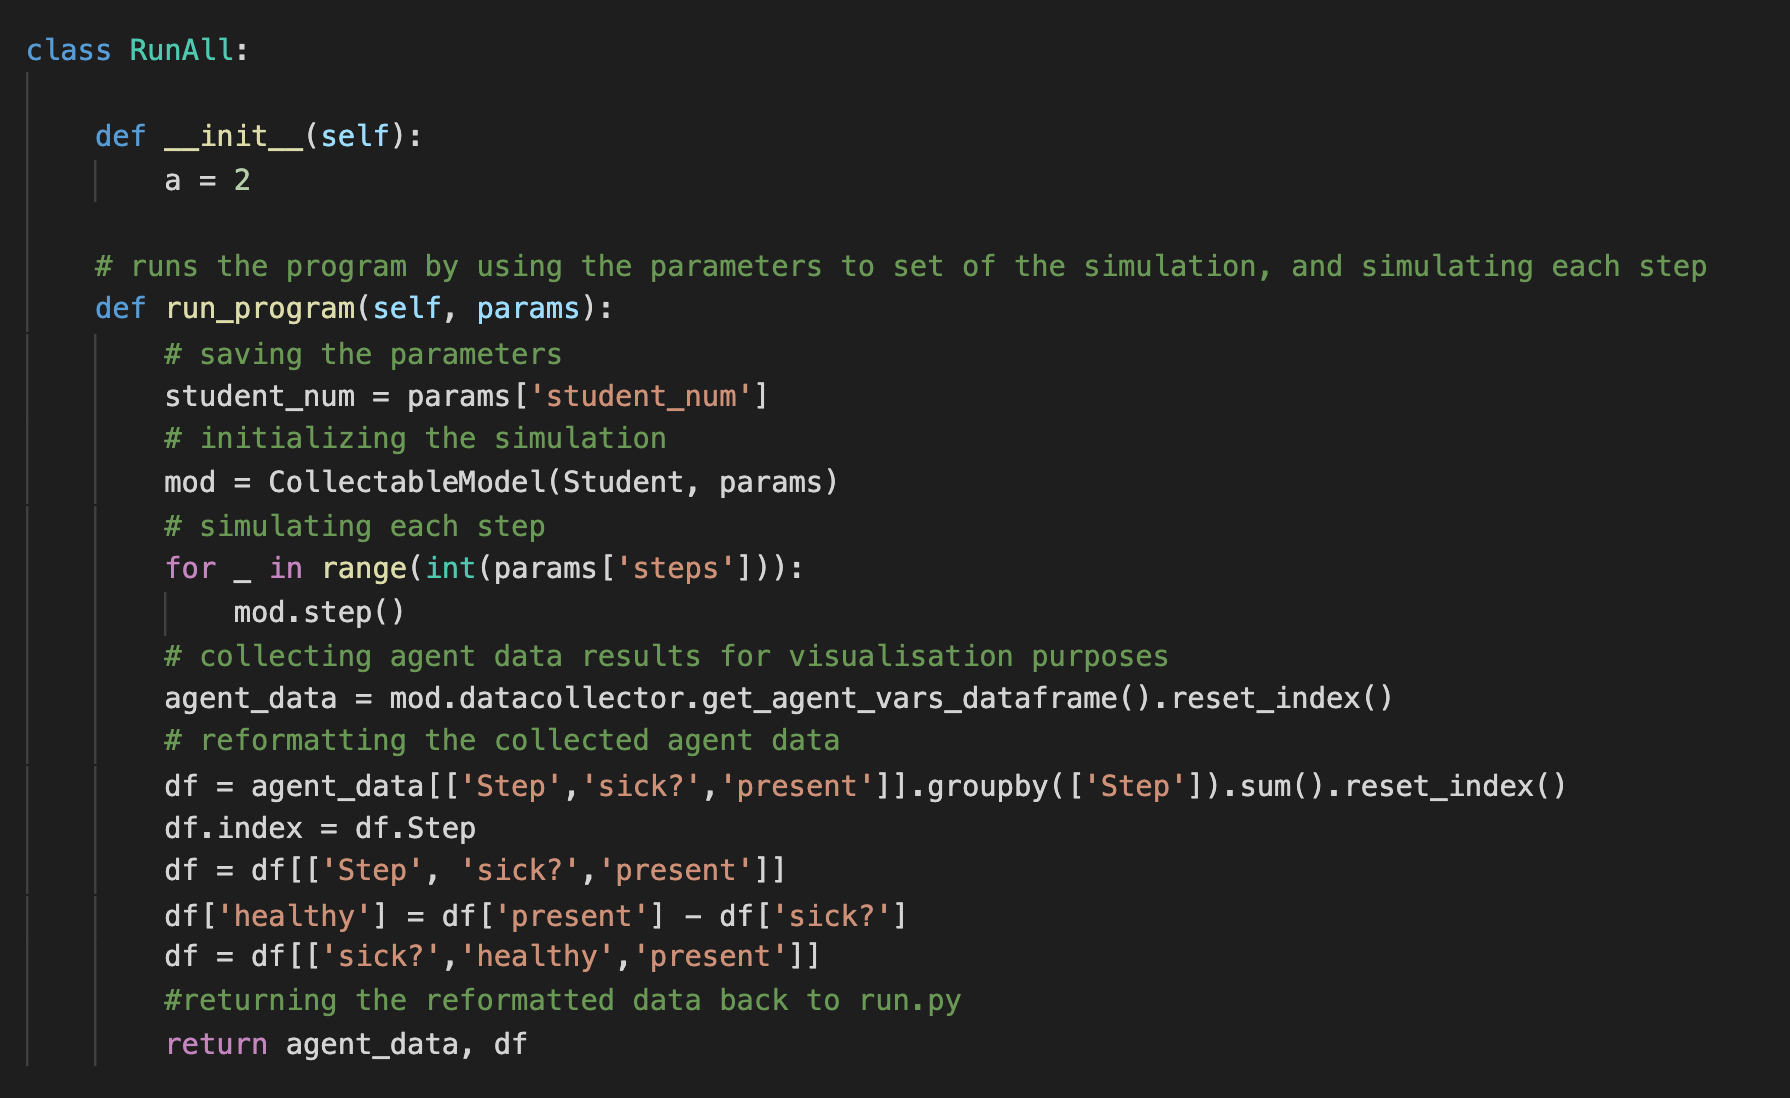 class RunAll:
    def __init__(self):
        a = 2
    # runs the program by using the parameters to set of the simulation, and simulating each step
    def run_program(self, params):
        # saving the parameters
        student_num = params['student_num']
        # initializing the simulation
        mod = CollectableModel(Student, params)
        # simulating each step
        for _ in range(int(params['steps'])):
            mod.step()
        # collecting agent data results for visualisation purposes
        agent_data = mod.datacollector.get_agent_vars_dataframe().reset_index()
        # reformatting the collected agent data
        df = agent_data[['Step','sick?','present']].groupby(['Step']).sum().reset_index()
        df.index = df.Step
        df = df[['Step', 'sick?','present']]
        df['healthy'] = df['present'] - df['sick?']
        df = df[['sick?','healthy','present']]
        #returning the reformatted data back to run.py
        return agent_data, df